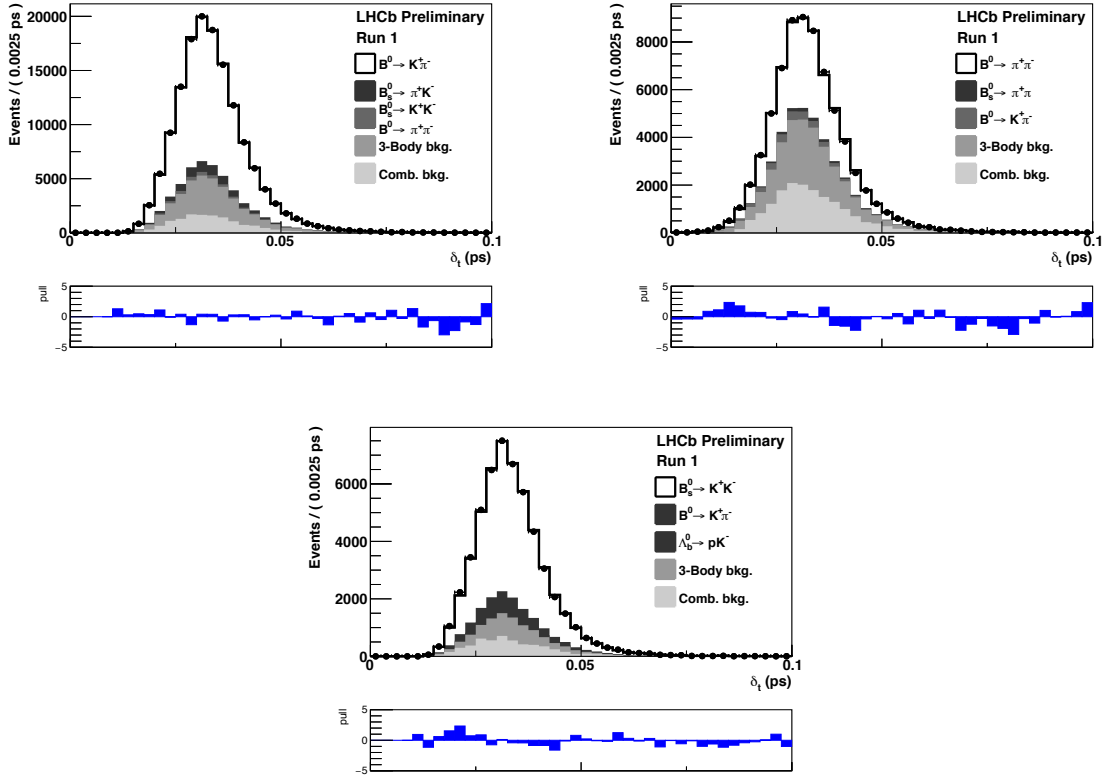 LHCb Preliminary
Run 1
B⁰ → K⁺π⁻
B⁰ₛ → π⁺K⁻
B⁰ₛ → K⁺K⁻
B⁰ → π⁺π⁻
3-Body bkg.
Comb. bkg.
Events / ( 0.0025 ps )
20000
15000
10000
5000
0
0 0.05 0.1
δₜ (ps)
pull
5
0
−5
LHCb Preliminary
Run 1
B⁰ → π⁺π⁻
B⁰ₛ → π⁺π
B⁰ → K⁺π⁻
3-Body bkg.
Comb. bkg.
Events / ( 0.0025 ps )
8000
6000
4000
2000
0
0 0.05 0.1
δₜ (ps)
pull
5
0
−5
LHCb Preliminary
Run 1
B⁰ₛ → K⁺K⁻
B⁰ → K⁺π⁻
Λ⁰_b → pK⁻
3-Body bkg.
Comb. bkg.
Events / ( 0.0025 ps )
6000
4000
2000
0
0 0.05 0.1
δₜ (ps)
pull
5
0
−5